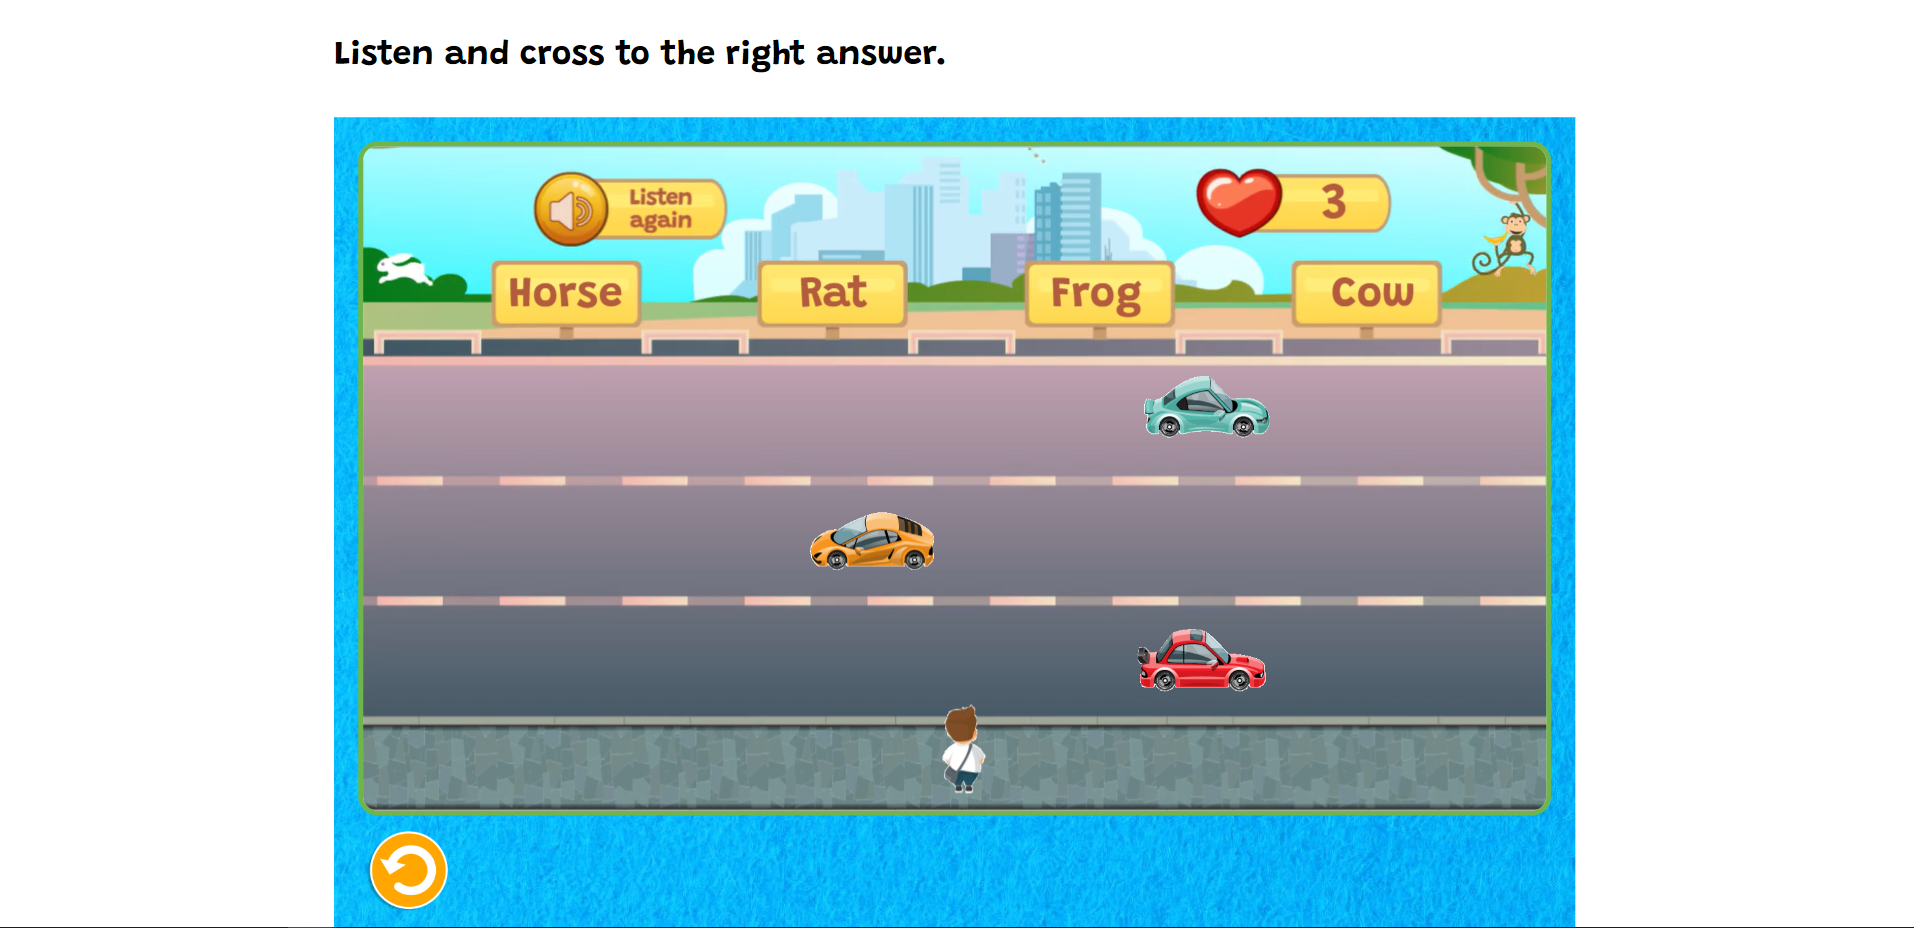 Listen and cross to the right answer.
Listen
again
3
Horse
Rat
Frog
Cow